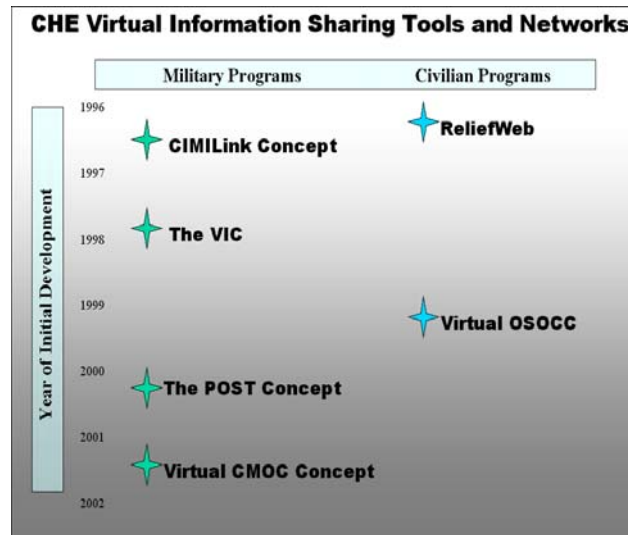 CHE Virtual Information Sharing Tools and Networks
Military Programs Civilian Programs
Year of Initial Development
1996
ReliefWeb
CIMILink Concept
1997
The VIC
1998
1999
Virtual OSOCC
2000
The POST Concept
2001
Virtual CMOC Concept
2002